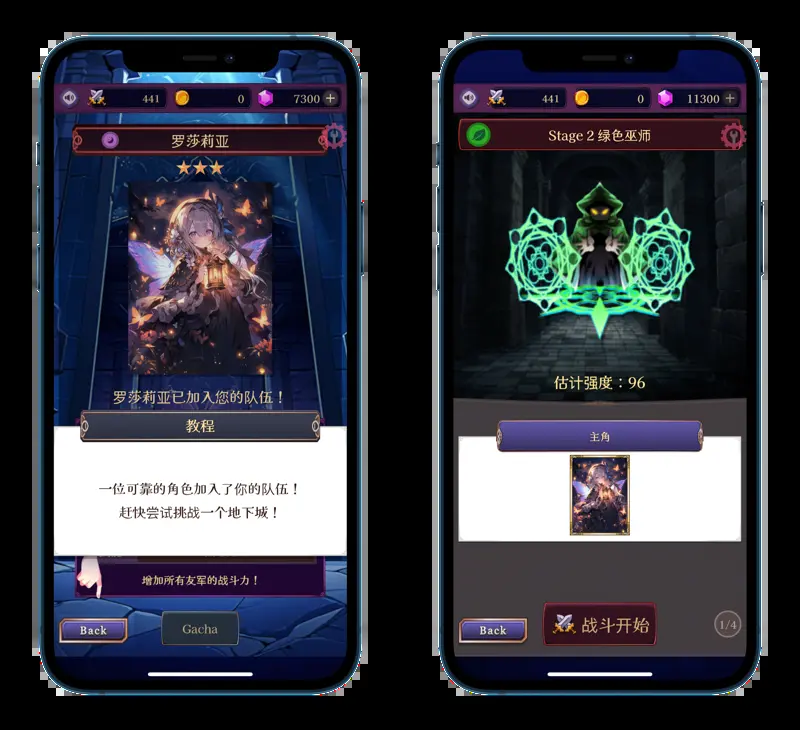 441
0
7300 +
罗莎莉亚
罗莎莉亚已加入您的队伍！
教程
一位可靠的角色加入了你的队伍！
赶快尝试挑战一个地下城！
增加所有友军的战斗力！
Back
Gacha
441
0
11300 +
Stage 2 绿色巫师
估计强度：96
主角
Back
战斗开始
1/4